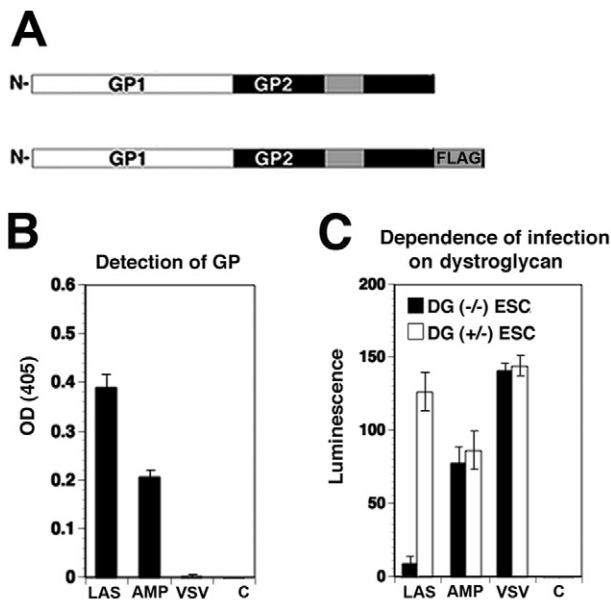 A
N- GP1 GP2
N- GP1 GP2 FLAG
B
Detection of GP
0.6
0.5
0.4
0.3
0.2
0.1
0
OD (405)
LAS AMP VSV C
C
Dependence of infection
on dystroglycan
200
150
100
50
0
Luminescence
DG (-/-) ESC
DG (+/-) ESC
LAS AMP VSV C